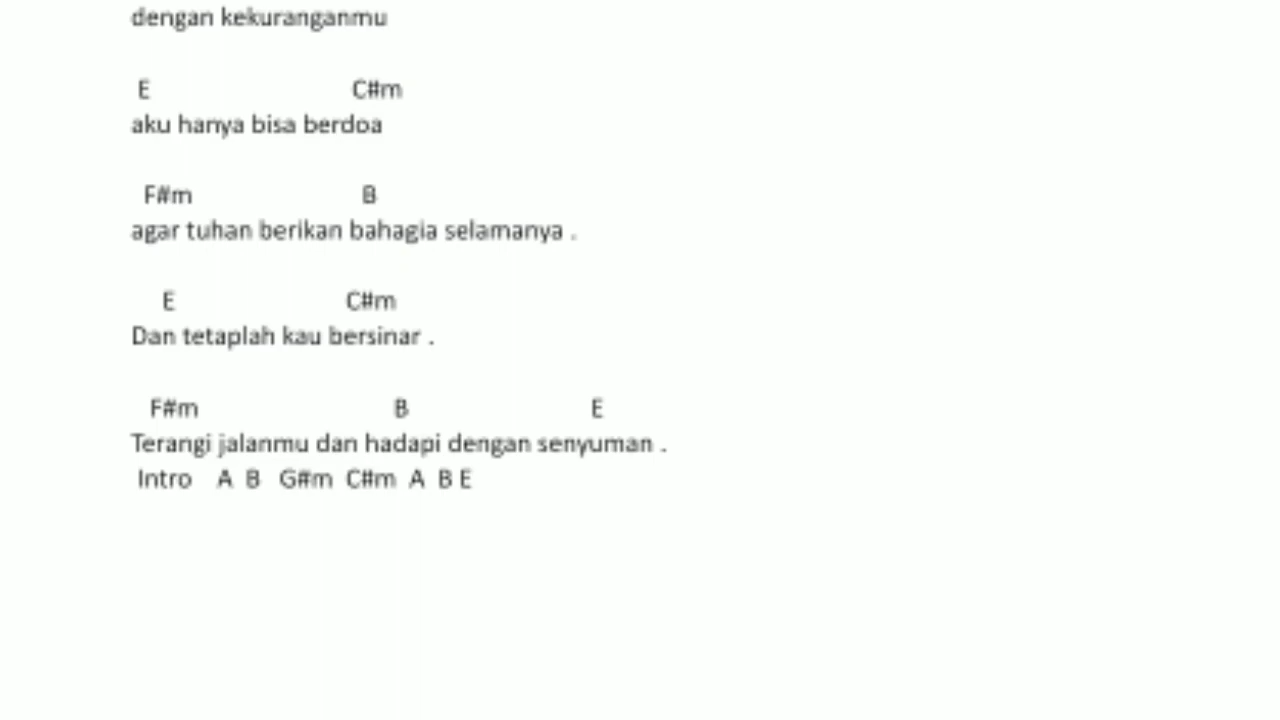 dengan kekuranganmu
E C#m
aku hanya bisa berdoa
F#m B
agar tuhan berikan bahagia selamanya .
E C#m
Dan tetaplah kau bersinar .
F#m B E
Terangi jalanmu dan hadapi dengan senyuman .
Intro A B G#m C#m A B E